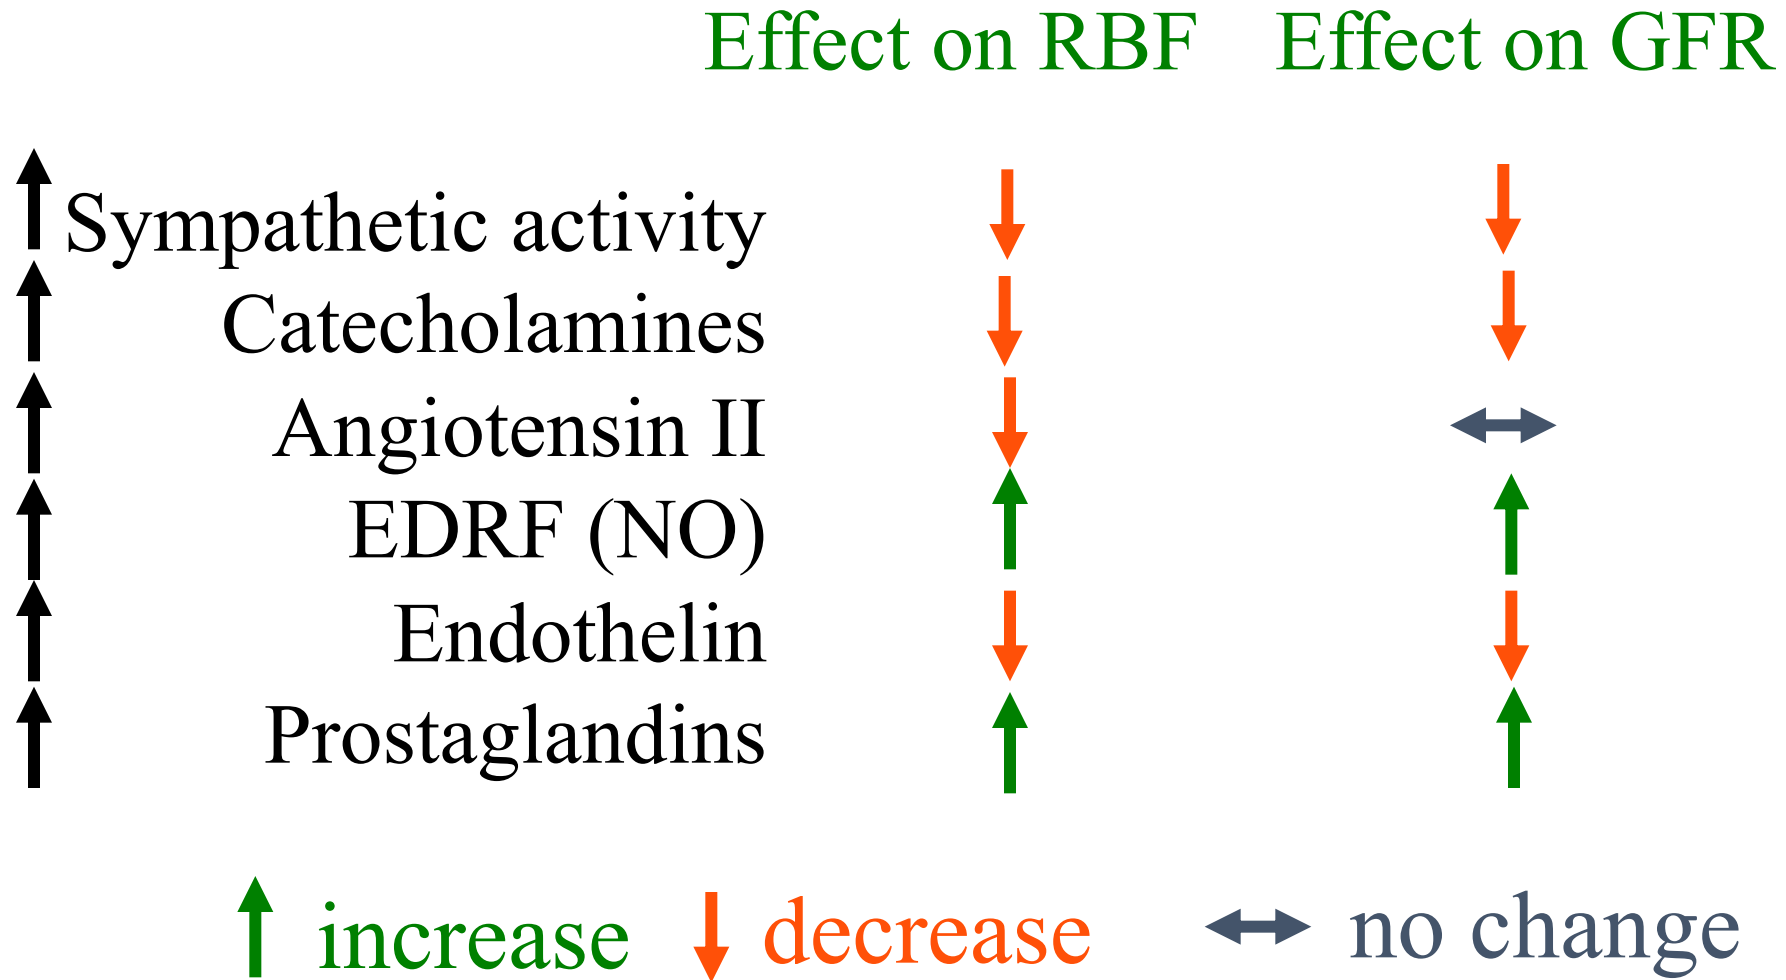 Effect on RBF Effect on GFR
Sympathetic activity
Catecholamines
Angiotensin II
EDRF (NO)
Endothelin
Prostaglandins
increase decrease no change